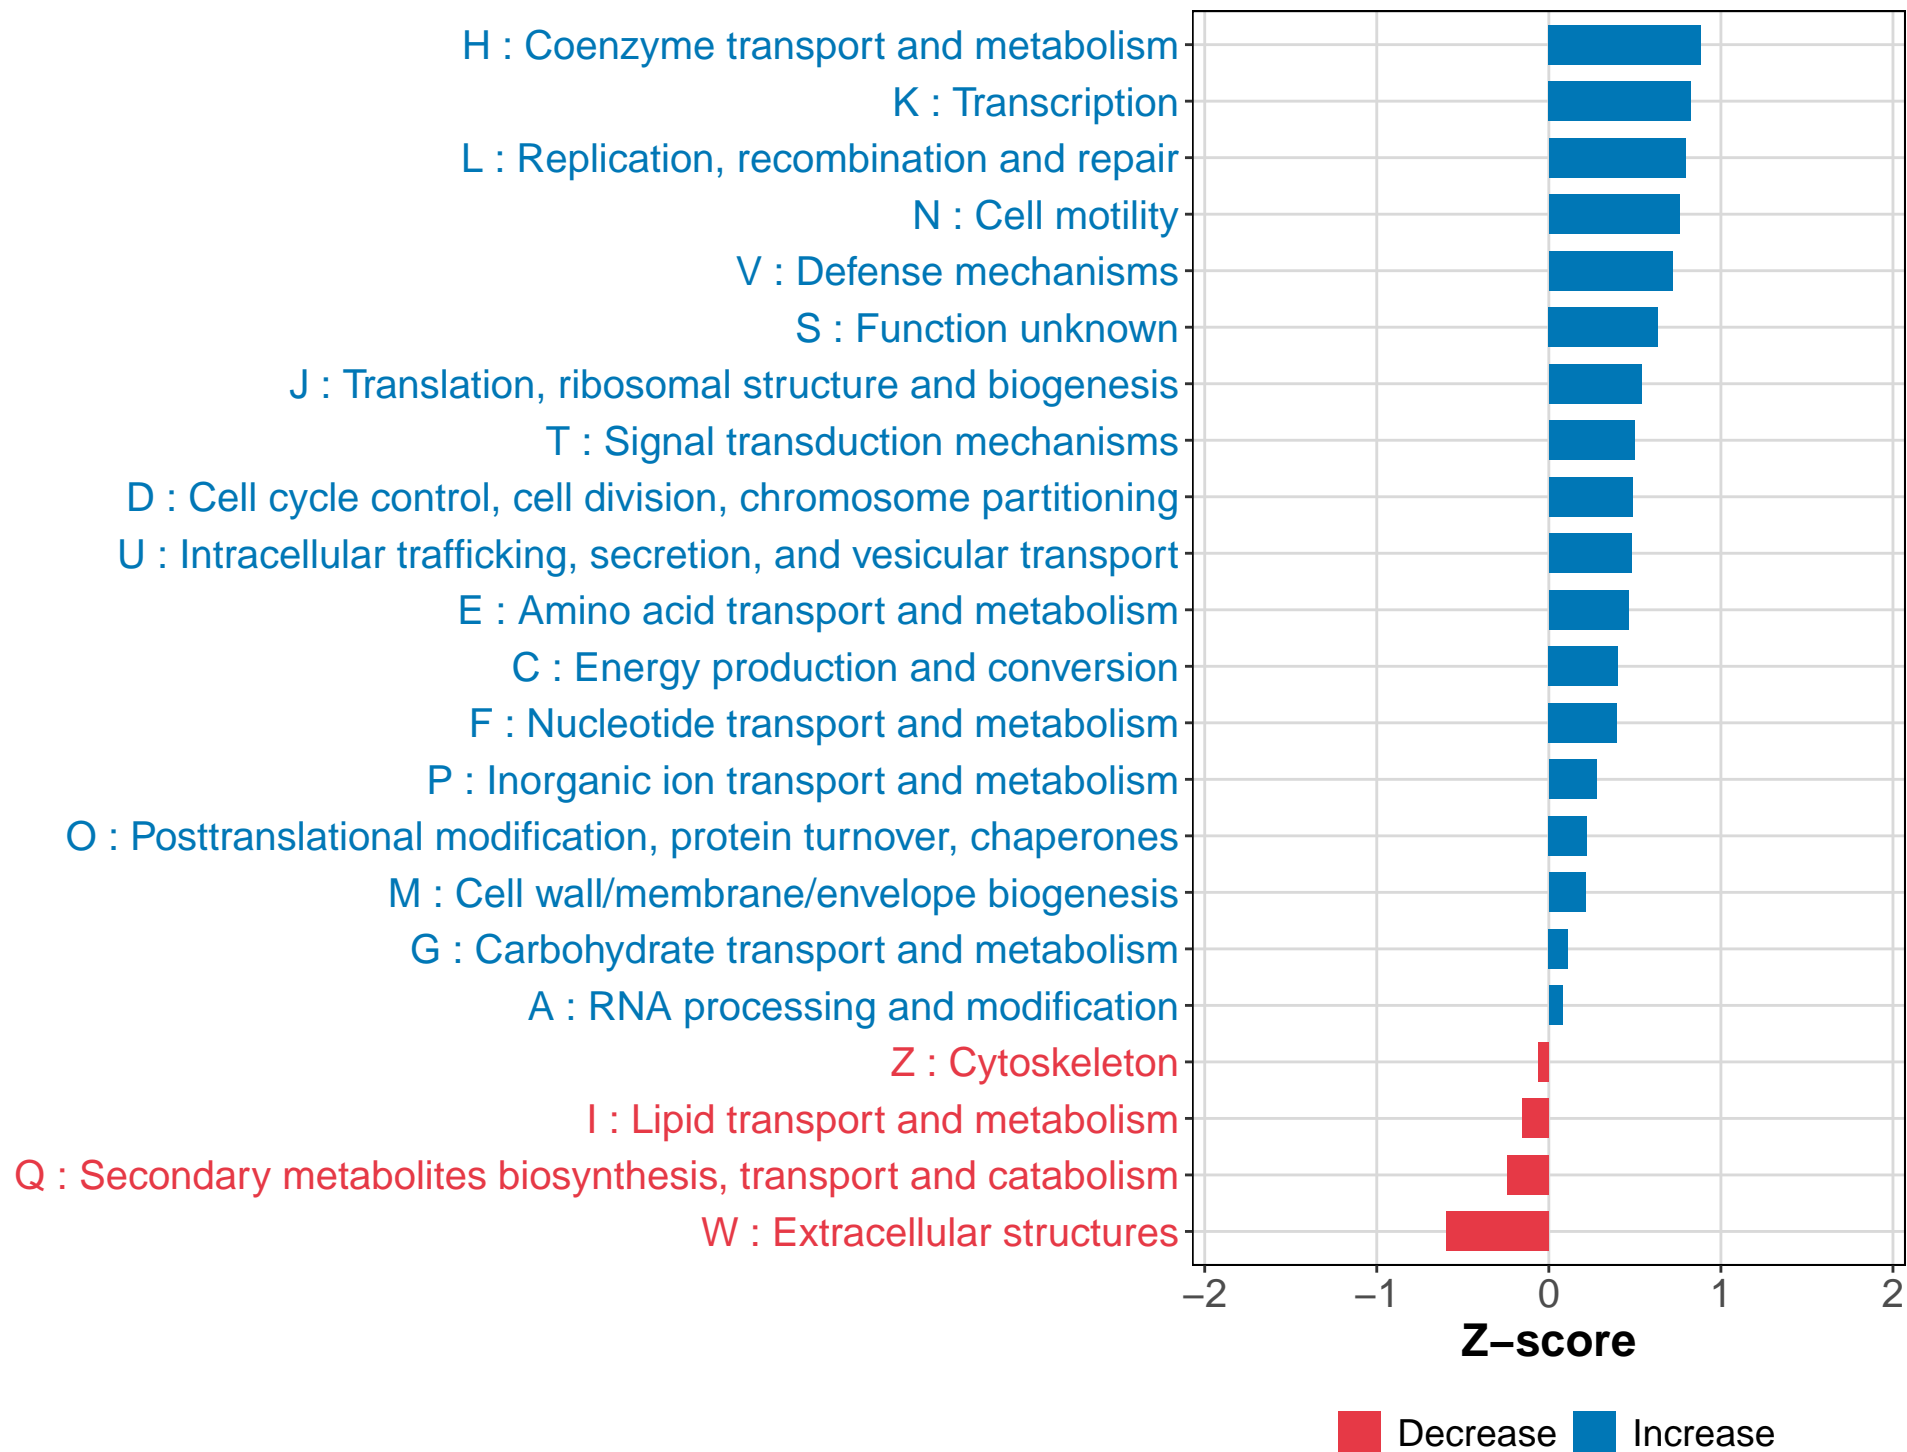 H : Coenzyme transport and metabolism
K : Transcription
L : Replication, recombination and repair
N : Cell motility
V : Defense mechanisms
S : Function unknown
J : Translation, ribosomal structure and biogenesis
T : Signal transduction mechanisms
D : Cell cycle control, cell division, chromosome partitioning
U : Intracellular trafficking, secretion, and vesicular transport
E : Amino acid transport and metabolism
C : Energy production and conversion
F : Nucleotide transport and metabolism
P : Inorganic ion transport and metabolism
O : Posttranslational modification, protein turnover, chaperones
M : Cell wall/membrane/envelope biogenesis
G : Carbohydrate transport and metabolism
A : RNA processing and modification
Z : Cytoskeleton
I : Lipid transport and metabolism
Q : Secondary metabolites biosynthesis, transport and catabolism
W : Extracellular structures
−2 −1 0 1 2
Z−score
Decrease Increase